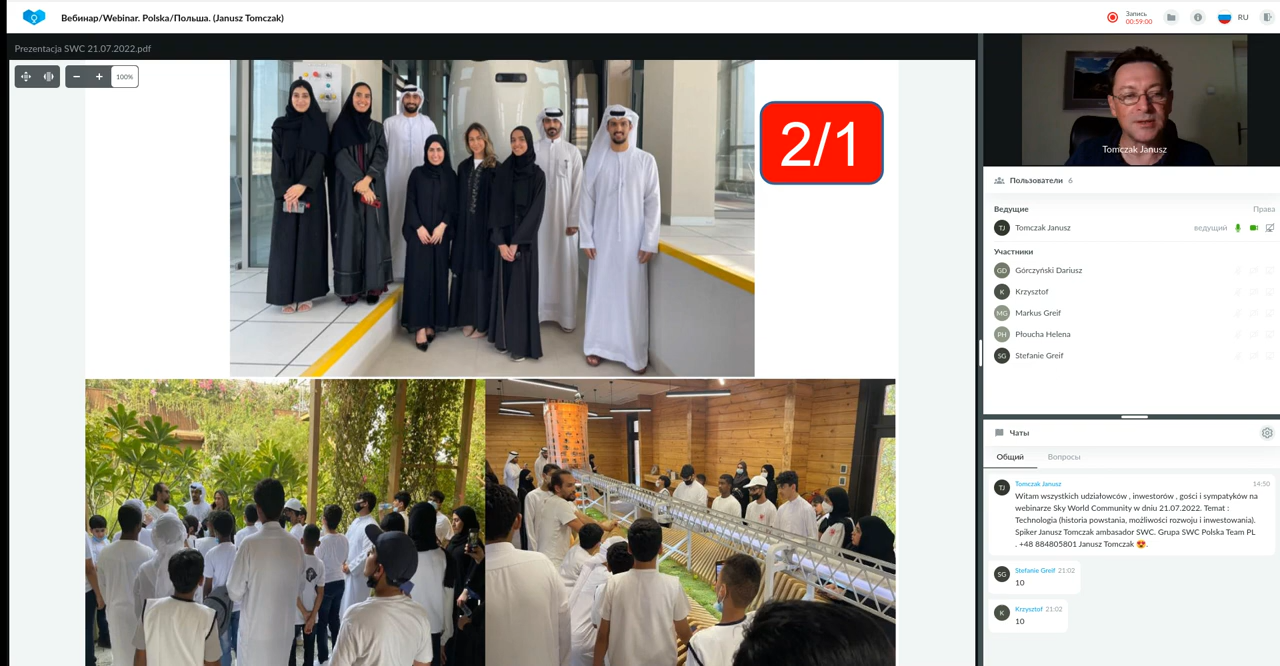 Вебинар/Webinar. Polska/Польша. (Janusz Tomczak)
Запись
00:59:00
RU
Prezentacja SWC 21.07.2022.pdf
100%
2/1
Tomczak Janusz
Пользователи 6
Ведущие Права
TJ Tomczak Janusz ведущий
Участники
GD Górczyński Dariusz
K Krzysztof
MG Markus Greif
PH Płoucha Helena
SG Stefanie Greif
Чаты
Общий Вопросы
TJ Tomczak Janusz 14:50
Witam wszystkich udziałowców , inwestorów , gości i sympatyków na
webinarze Sky World Community w dniu 21.07.2022. Temat :
Technologia (historia powstania, możliwości rozwoju i inwestowania).
Spiker Janusz Tomczak ambasador SWC. Grupa SWC Polska Team PL
. +48 884805801 Janusz Tomczak 😍.
SG Stefanie Greif 21:02
10
K Krzysztof 21:02
10